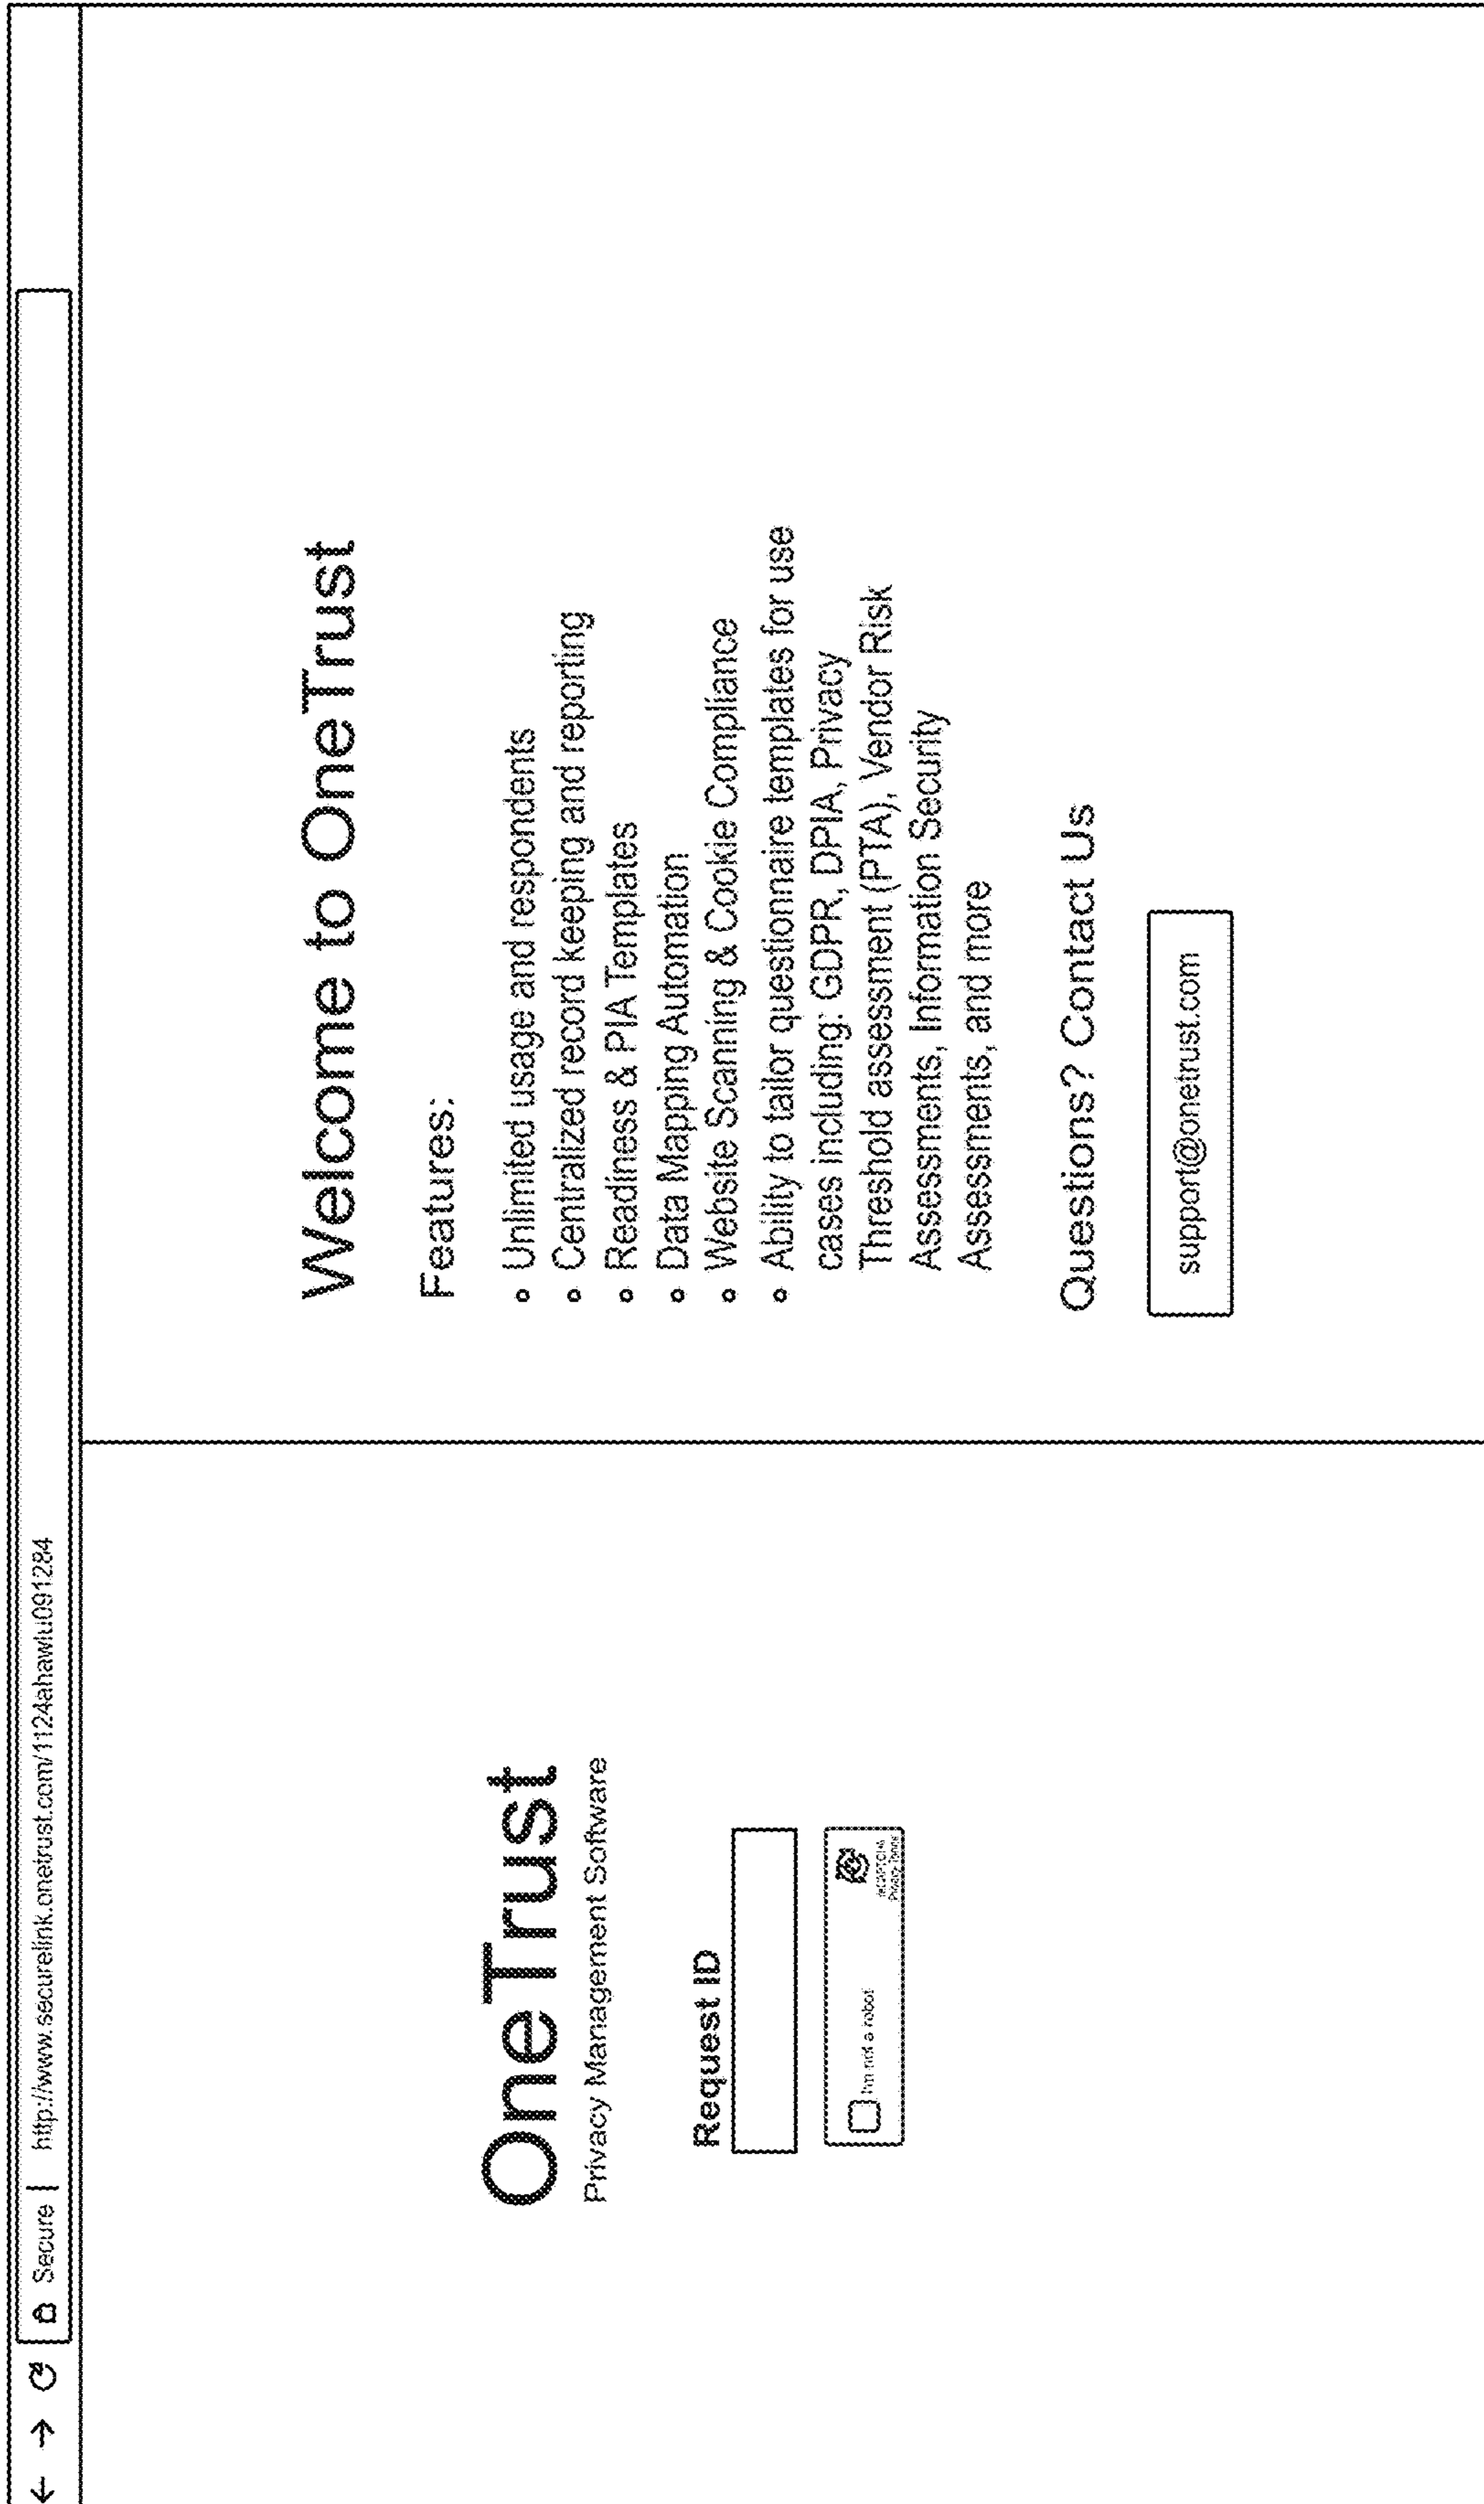 Secure | http://www.securelink.onetrust.com/1124ahawlu091284
OneTrust
Privacy Management Software
Request ID
I'm not a robot
reCAPTCHA
Privacy - Terms
Welcome to OneTrust
Features:
Unlimited usage and respondents
Centralized record keeping and reporting
Readiness & PIA Templates
Data Mapping Automation
Website Scanning & Cookie Compliance
Ability to tailor questionnaire templates for use
cases including: GDPR, DPIA, Privacy
Threshold assessment (PTA), Vendor Risk
Assessments, Information Security
Assessments, and more
Questions? Contact Us
support@onetrust.com